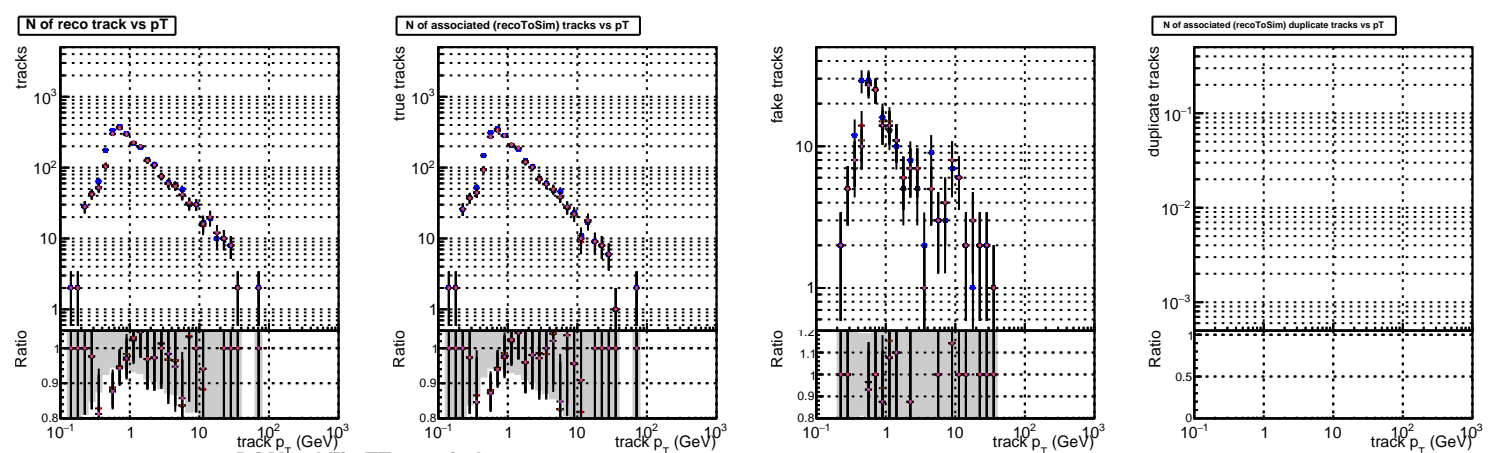 N of reco track vs pT
tracks
10³
10²
10
1
Ratio
1
0.9
0.8
10⁻¹ 1 10 10² 10³
track p_T (GeV)
N of associated (recoToSim) tracks vs pT
true tracks
10³
10²
10
1
Ratio
1
0.9
0.8
10⁻¹ 1 10 10² 10³
track p_T (GeV)
fake tracks
10
1
Ratio
1.2
1.1
1
0.9
0.8
10⁻¹ 1 10 10² 10³
track p_T (GeV)
N of associated (recoToSim) duplicate tracks vs pT
duplicate tracks
10⁻¹
10⁻²
10⁻³
Ratio
1
0.5
0
10⁻¹ 1 10 10² 10³
track p_T (GeV)